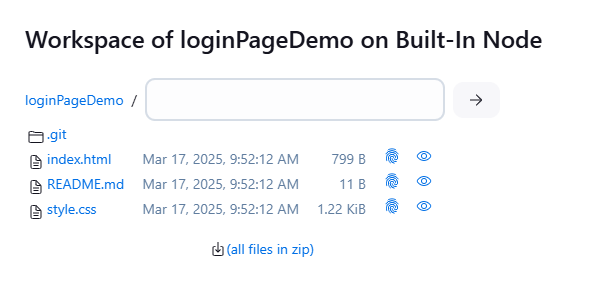 Workspace of loginPageDemo on Built-In Node
loginPageDemo /
.git
index.html Mar 17, 2025, 9:52:12 AM 799 B
README.md Mar 17, 2025, 9:52:12 AM 11 B
style.css Mar 17, 2025, 9:52:12 AM 1.22 KiB
(all files in zip)